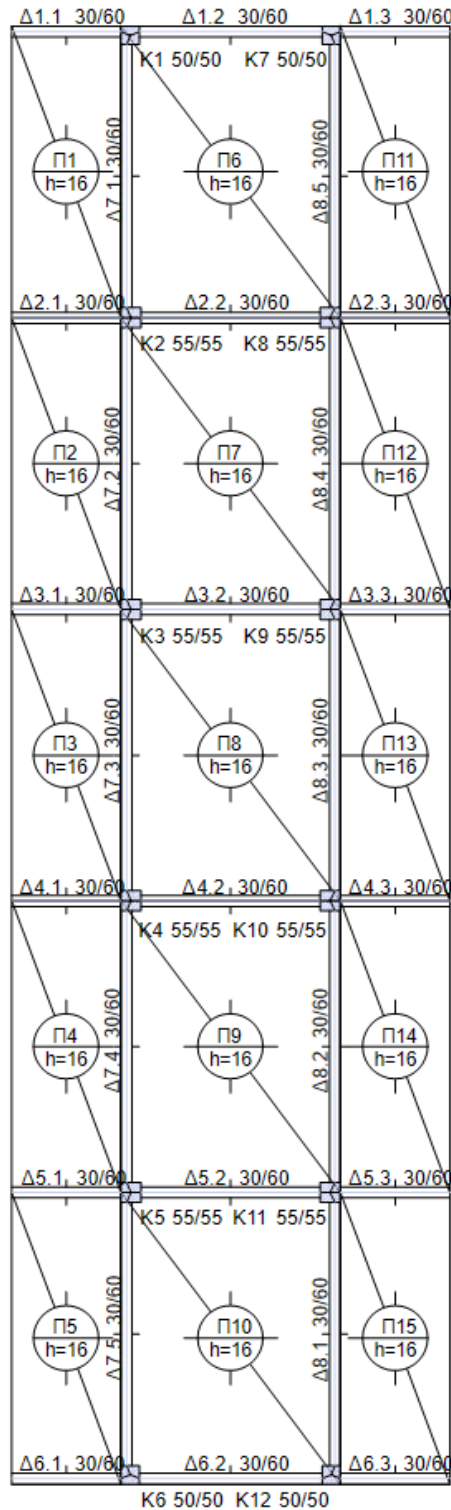 Δ1.1 30/60 Δ1.2 30/60 Δ1.3 30/60
K1 50/50 K7 50/50
Π1 Π6 Π11
h=16 h=16 h=16
Δ7.1 30/60
Δ8.5 30/60
Δ2.1 30/60 Δ2.2 30/60 Δ2.3 30/60
K2 55/55 K8 55/55
Π2 Π7 Π12
h=16 h=16 h=16
Δ7.2 30/60
Δ8.4 30/60
Δ3.1 30/60 Δ3.2 30/60 Δ3.3 30/60
K3 55/55 K9 55/55
Π3 Π8 Π13
h=16 h=16 h=16
Δ7.3 30/60
Δ8.3 30/60
Δ4.1 30/60 Δ4.2 30/60 Δ4.3 30/60
K4 55/55 K10 55/55
Π4 Π9 Π14
h=16 h=16 h=16
Δ7.4 30/60
Δ8.2 30/60
Δ5.1 30/60 Δ5.2 30/60 Δ5.3 30/60
K5 55/55 K11 55/55
Π5 Π10 Π15
h=16 h=16 h=16
Δ7.5 30/60
Δ8.1 30/60
Δ6.1 30/60 Δ6.2 30/60 Δ6.3 30/60
K6 50/50 K12 50/50